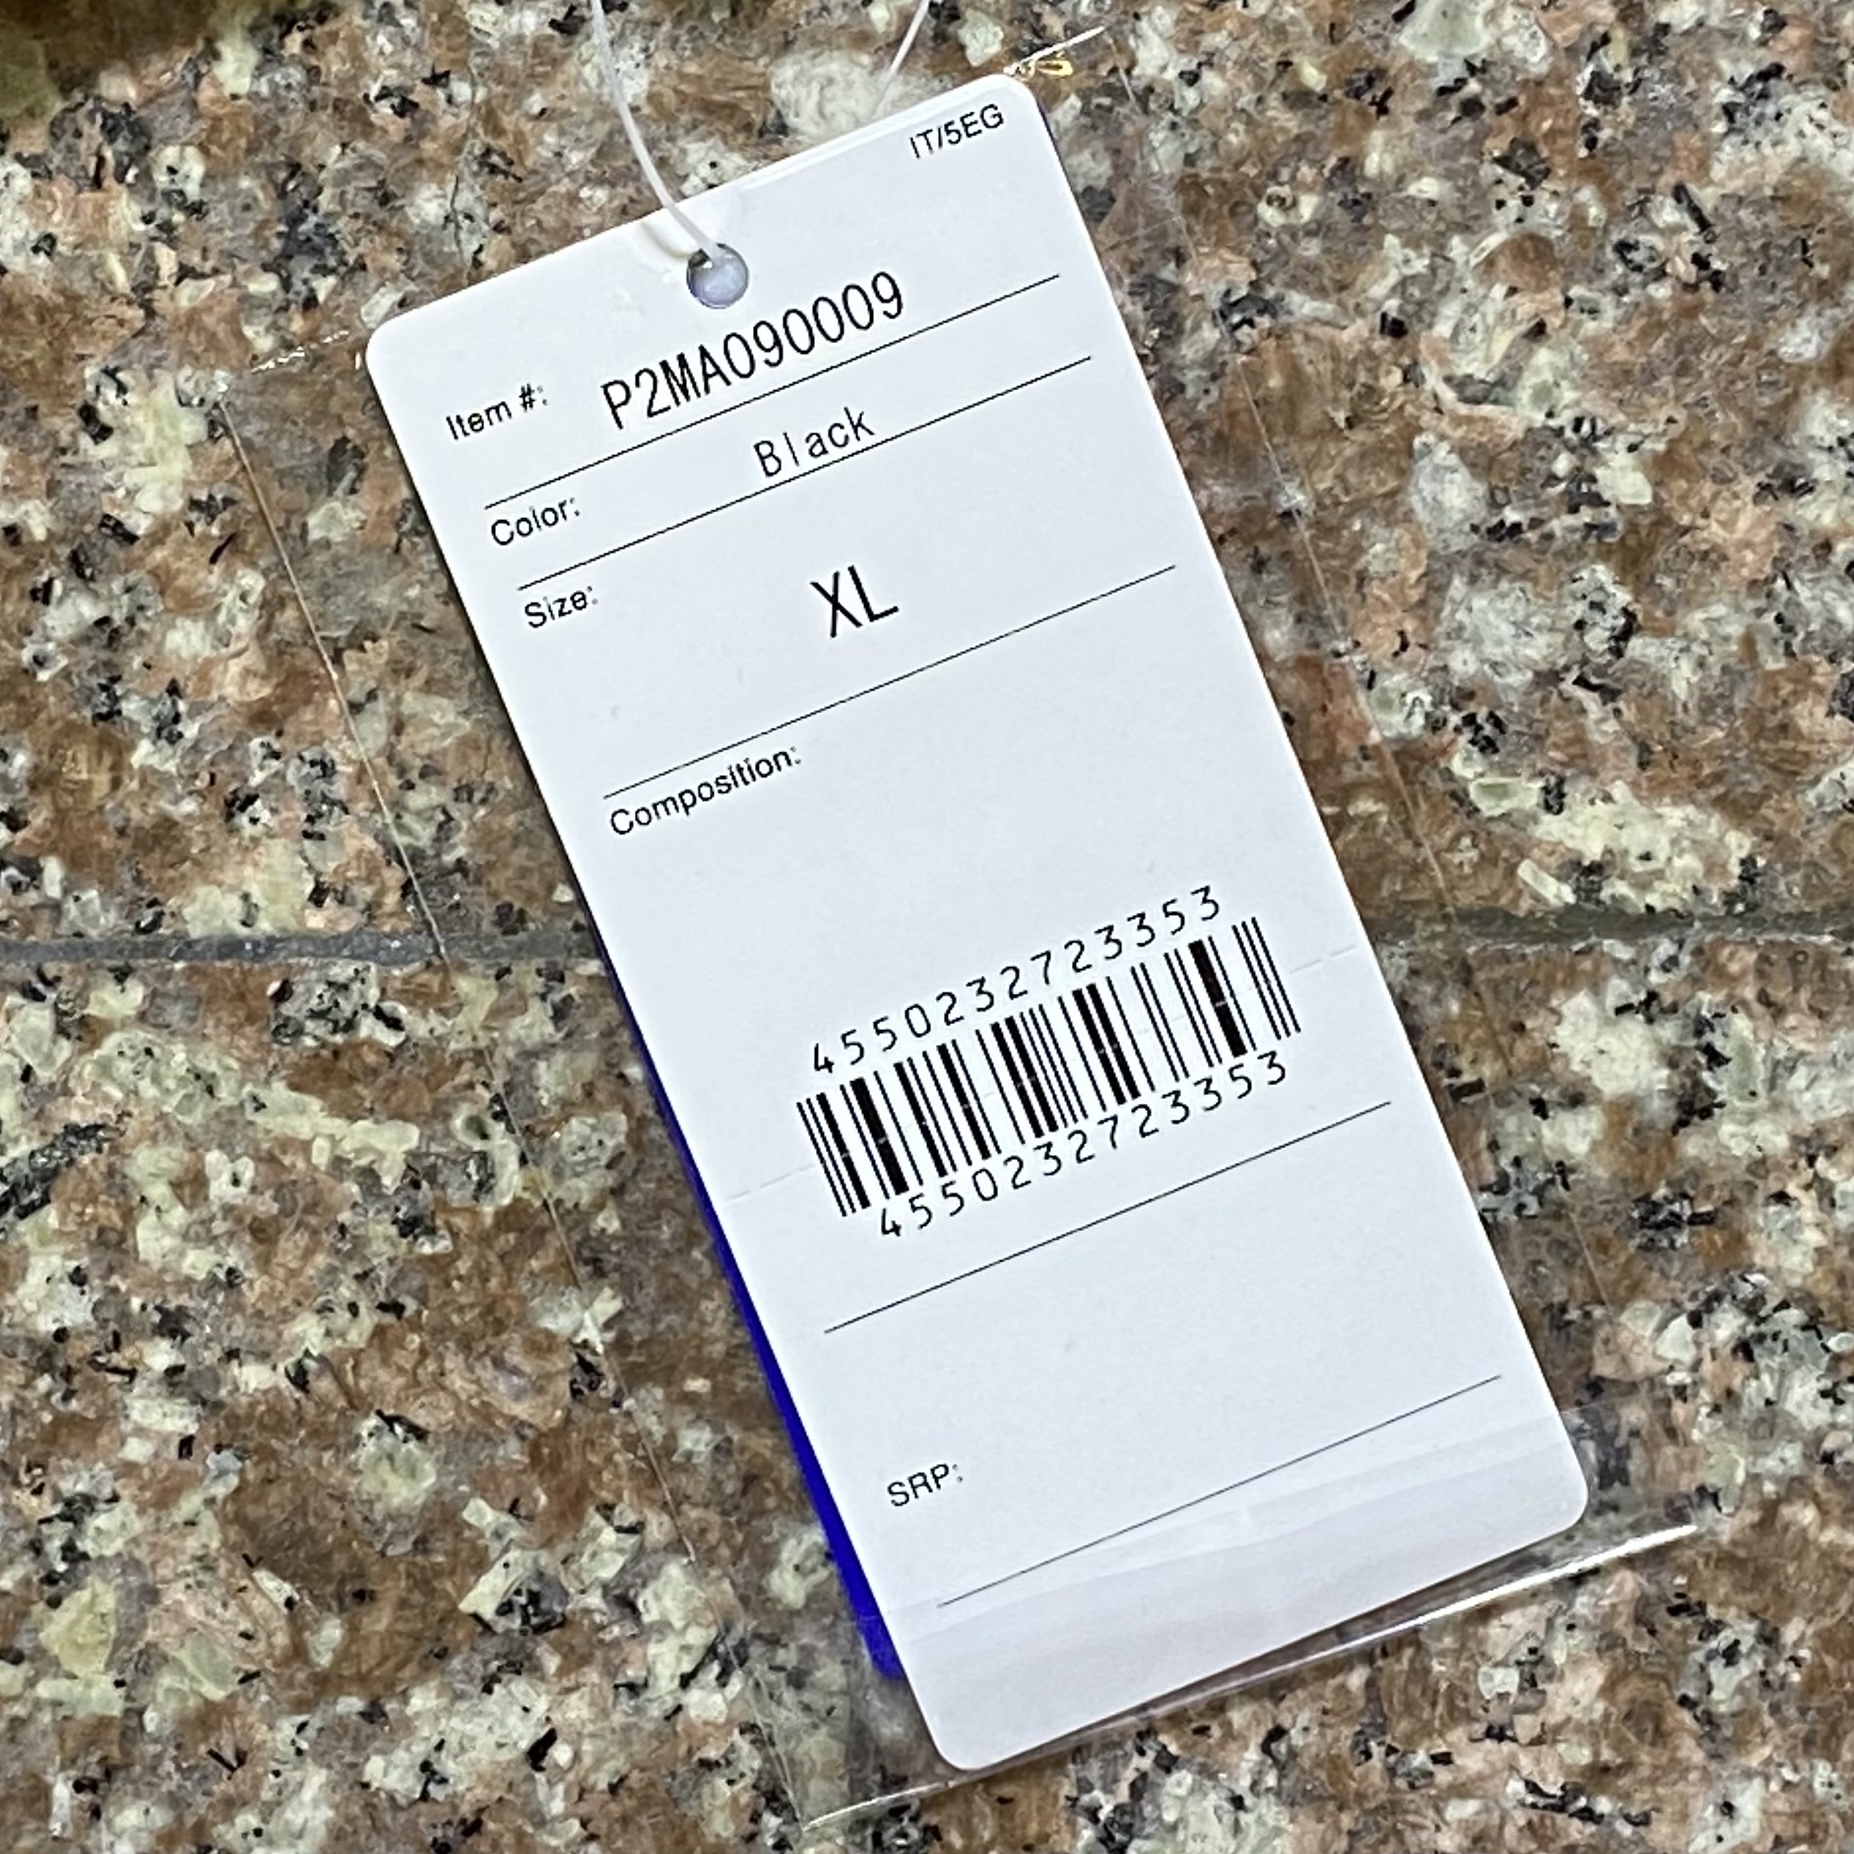 IT/5EG
Item #: P2MA090009
Color: Black
Size: XL
Composition:
4550232723353
4550232723353
SRP: